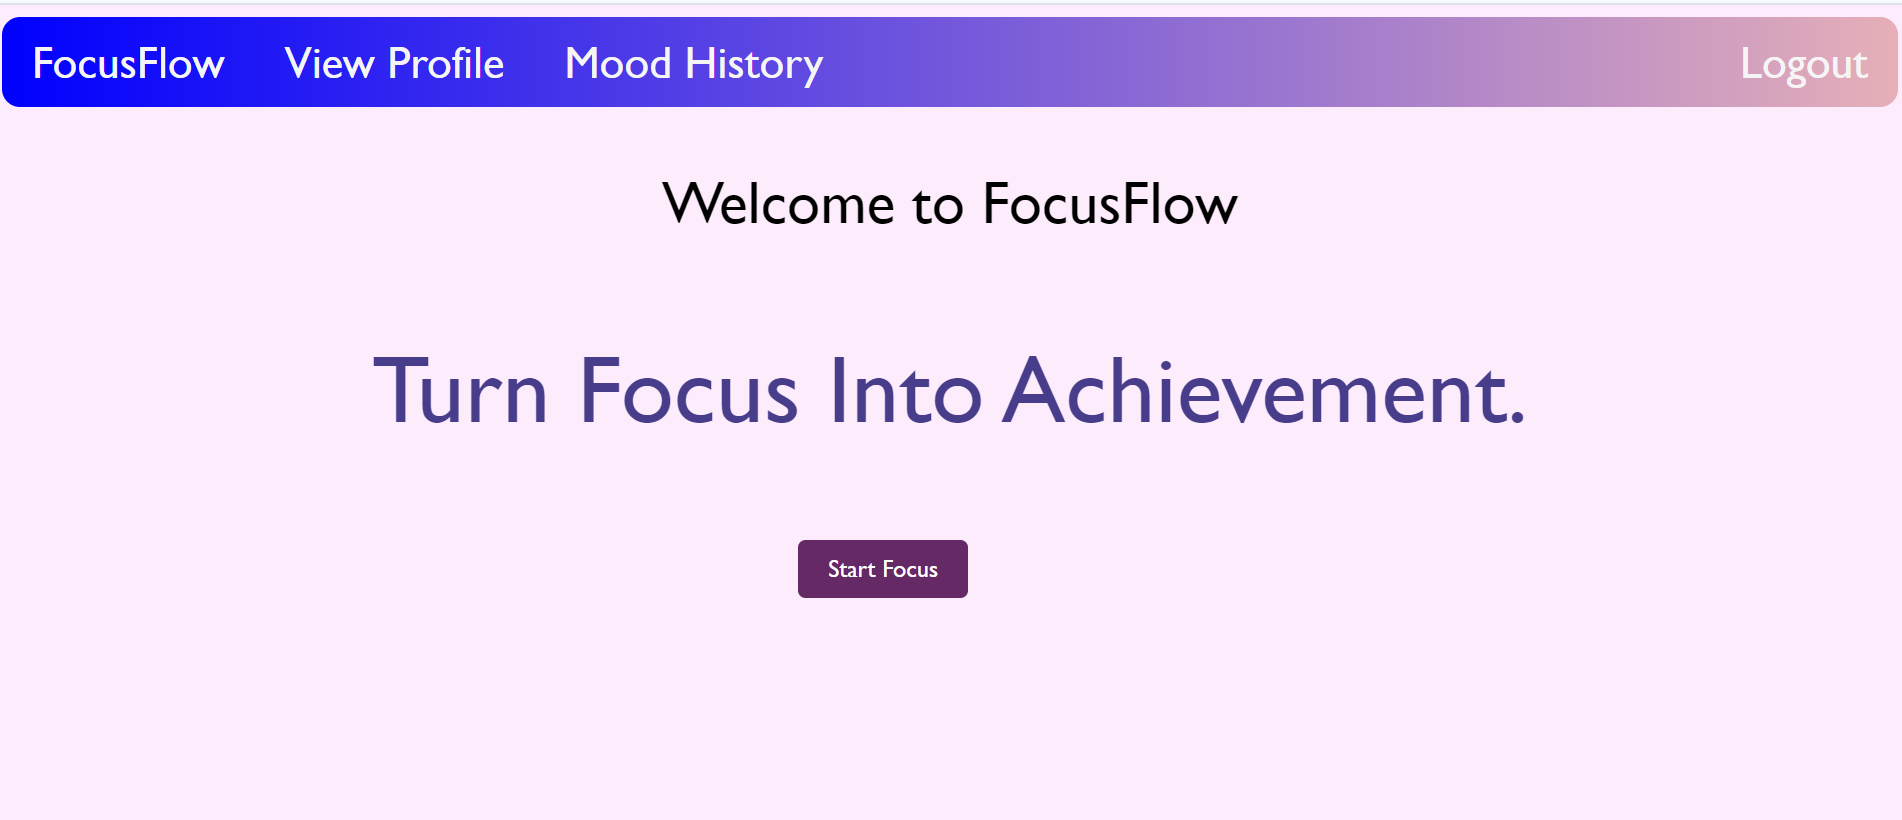 FocusFlow View Profile Mood History Logout
Welcome to FocusFlow
Turn Focus Into Achievement.
Start Focus